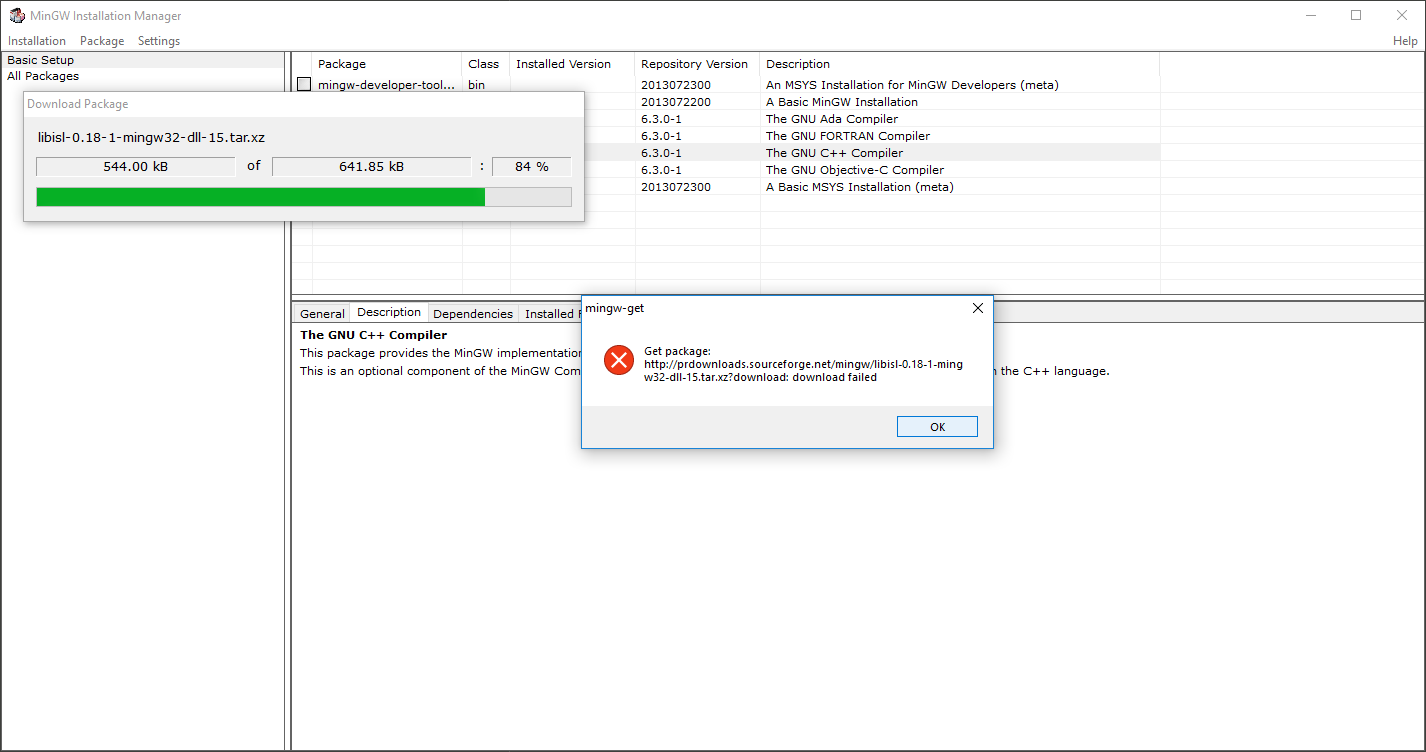 MinGW Installation Manager
Installation Package Settings Help
Basic Setup
All Packages
Package Class Installed Version Repository Version Description
mingw-developer-tool... bin 2013072300 An MSYS Installation for MinGW Developers (meta)
2013072200 A Basic MinGW Installation
6.3.0-1 The GNU Ada Compiler
6.3.0-1 The GNU FORTRAN Compiler
6.3.0-1 The GNU C++ Compiler
6.3.0-1 The GNU Objective-C Compiler
2013072300 A Basic MSYS Installation (meta)
Download Package
libisl-0.18-1-mingw32-dll-15.tar.xz
544.00 kB of 641.85 kB : 84 %
General Description Dependencies Installed
The GNU C++ Compiler
This package provides the MinGW implementation
This is an optional component of the MinGW Com the C++ language.
mingw-get
Get package:
http://prdownloads.sourceforge.net/mingw/libisl-0.18-1-ming
w32-dll-15.tar.xz?download: download failed
OK